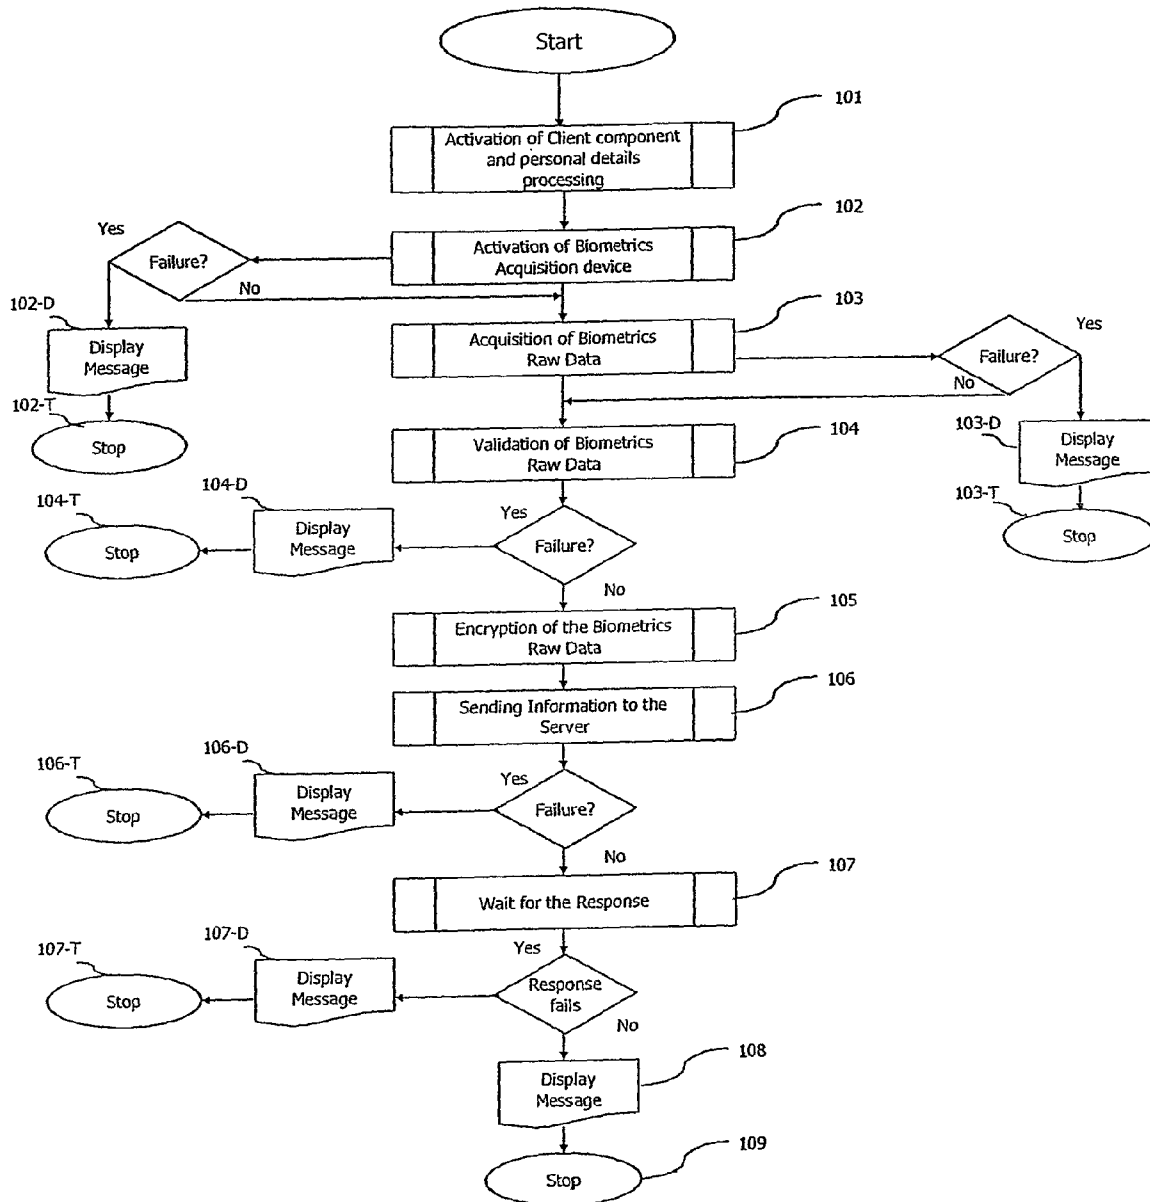 Start
101
Activation of Client component
and personal details
processing
102
Yes
Failure?
Activation of Biometrics
Acquisition device
No
102-D
103
Display
Message
Acquisition of Biometrics
Raw Data
Yes
Failure?
No
102-T
Stop
104
Validation of Biometrics
Raw Data
103-D
Display
Message
103-T
Stop
104-T
104-D
Yes
Stop
Display
Message
Failure?
No
105
Encryption of the Biometrics
Raw Data
106
Sending Information to the
Server
106-T
106-D
Yes
Stop
Display
Message
Failure?
No
107
Wait for the Response
107-T
107-D
Yes
Stop
Display
Message
Response
fails
No
108
Display
Message
109
Stop